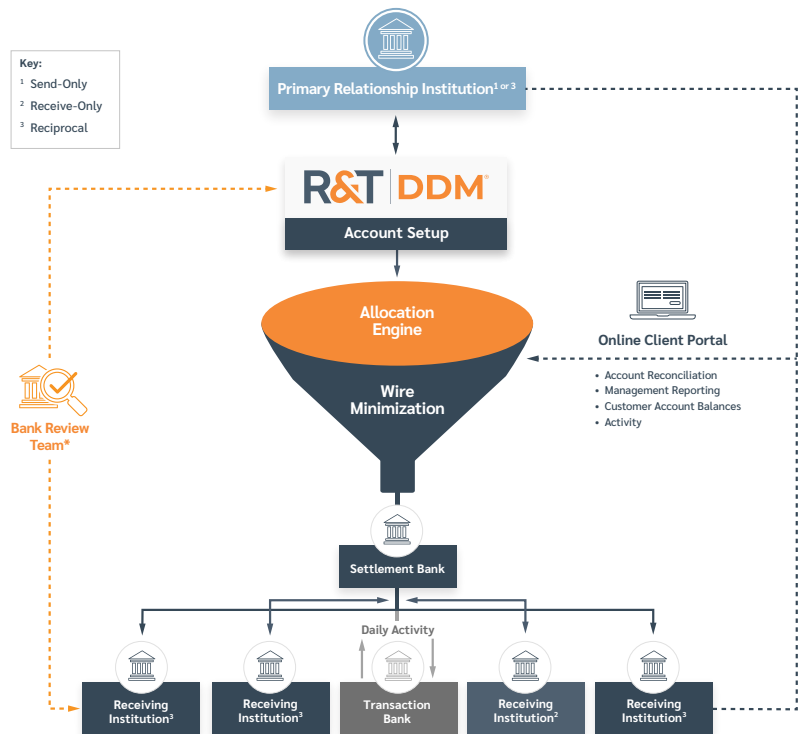 Key:
¹ Send-Only
² Receive-Only
³ Reciprocal
Primary Relationship Institution¹ ᵒʳ ³
R&T | DDM®
Account Setup
Allocation
Engine
Wire
Minimization
Online Client Portal
• Account Reconciliation
• Management Reporting
• Customer Account Balances
• Activity
Bank Review
Team*
Settlement Bank
Daily Activity
Receiving
Institution³
Receiving
Institution³
Transaction
Bank
Receiving
Institution²
Receiving
Institution³